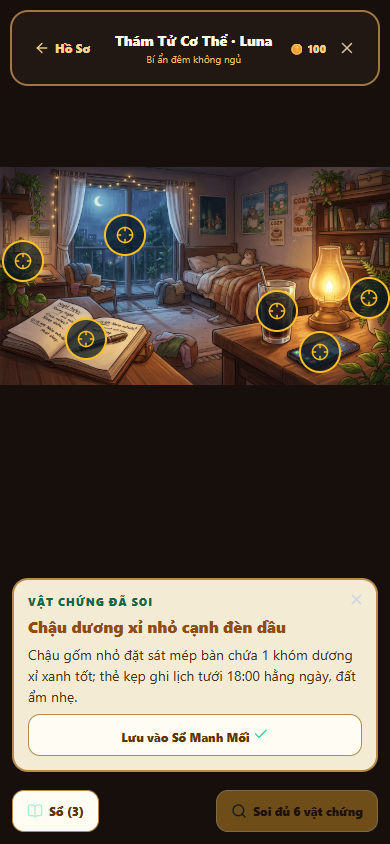 Hồ Sơ
Thám Tử Cơ Thể · Luna
Bí ẩn đêm không ngủ
100
COZY
VẬT CHỨNG ĐÃ SOI
Chậu dương xỉ nhỏ cạnh đèn dầu
Chậu gốm nhỏ đặt sát mép bàn chứa 1 khóm dương
xỉ xanh tốt; thẻ kẹp ghi lịch tưới 18:00 hằng ngày, đất
ẩm nhẹ.
Lưu vào Sổ Manh Mối
Sổ (3)
Soi đủ 6 vật chứng